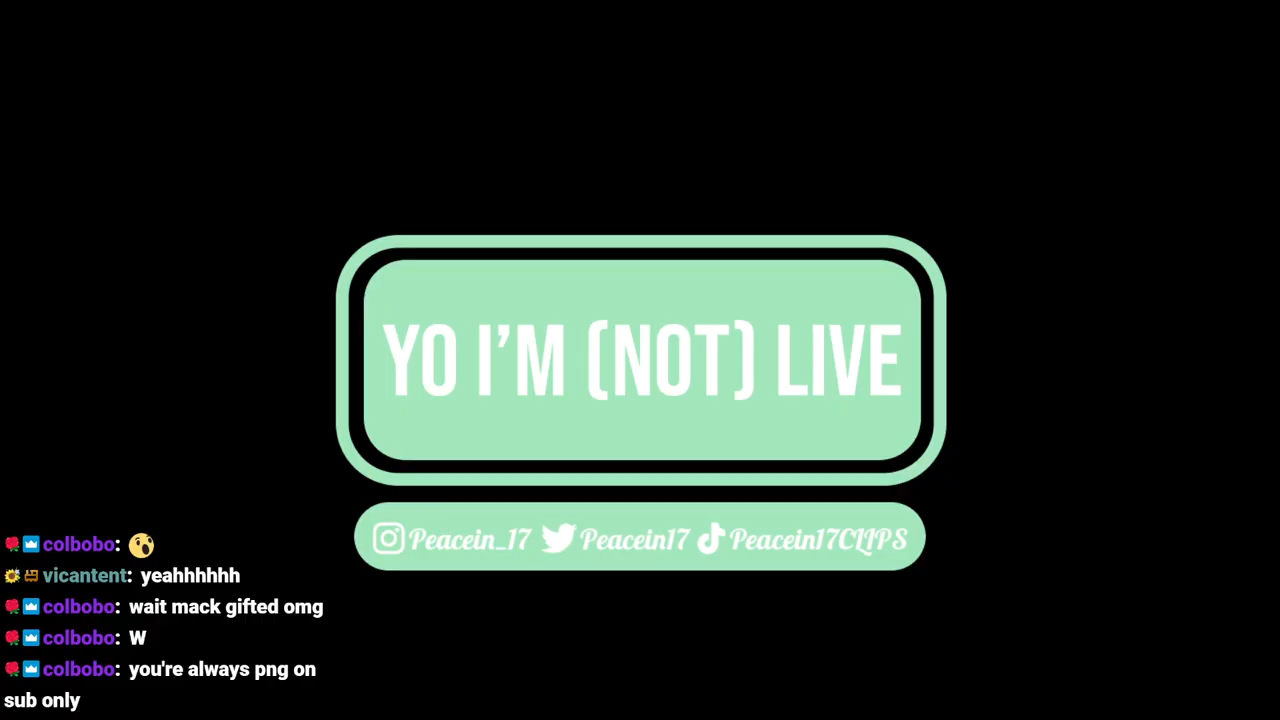 YO I'M (NOT) LIVE
Peacein_17 Peacein17 Peacein17CLIPS
colbobo:
vicantent: yeahhhhhh
colbobo: wait mack gifted omg
colbobo: W
colbobo: you're always png on
sub only